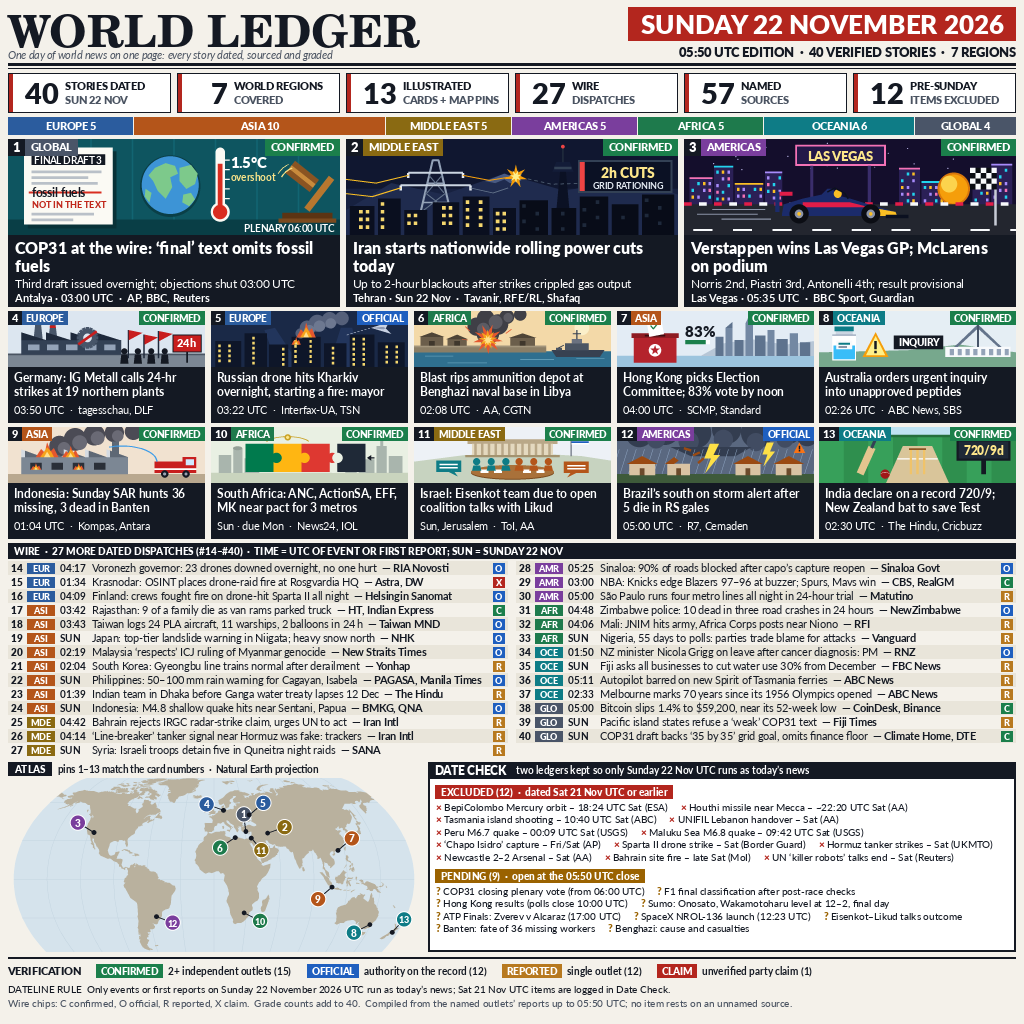 WORLD LEDGER
One day of world news on one page: every story dated, sourced and graded
SUNDAY 22 NOVEMBER 2026
05:50 UTC EDITION · 40 VERIFIED STORIES · 7 REGIONS
40 STORIES DATED SUN 22 NOV
7 WORLD REGIONS COVERED
13 ILLUSTRATED CARDS + MAP PINS
27 WIRE DISPATCHES
57 NAMED SOURCES
12 PRE-SUNDAY ITEMS EXCLUDED
EUROPE 5
ASIA 10
MIDDLE EAST 5
AMERICAS 5
AFRICA 5
OCEANIA 6
GLOBAL 4
1 GLOBAL CONFIRMED
FINAL DRAFT 3
fossil fuels
NOT IN THE TEXT
1.5°C
overshoot
PLENARY 06:00 UTC
COP31 at the wire: ‘final’ text omits fossil
fuels
Third draft issued overnight; objections shut 03:00 UTC
Antalya · 03:00 UTC · AP, BBC, Reuters
2 MIDDLE EAST CONFIRMED
2h CUTS
GRID RATIONING
Iran starts nationwide rolling power cuts
today
Up to 2-hour blackouts after strikes crippled gas output
Tehran · Sun 22 Nov · Tavanir, RFE/RL, Shafaq
3 AMERICAS CONFIRMED
LAS VEGAS
Verstappen wins Las Vegas GP; McLarens
on podium
Norris 2nd, Piastri 3rd, Antonelli 4th; result provisional
Las Vegas · 05:35 UTC · BBC Sport, Guardian
4 EUROPE CONFIRMED
24h
Germany: IG Metall calls 24-hr
strikes at 19 northern plants
03:50 UTC · tagesschau, DLF
5 EUROPE OFFICIAL
Russian drone hits Kharkiv
overnight, starting a fire: mayor
03:22 UTC · Interfax-UA, TSN
6 AFRICA CONFIRMED
Blast rips ammunition depot at
Benghazi naval base in Libya
02:08 UTC · AA, CGTN
7 ASIA CONFIRMED
83%
Hong Kong picks Election
Committee; 83% vote by noon
04:00 UTC · SCMP, Standard
8 OCEANIA CONFIRMED
INQUIRY
Australia orders urgent inquiry
into unapproved peptides
02:26 UTC · ABC News, SBS
9 ASIA CONFIRMED
Indonesia: Sunday SAR hunts 36
missing, 3 dead in Banten
01:04 UTC · Kompas, Antara
10 AFRICA CONFIRMED
South Africa: ANC, ActionSA, EFF,
MK near pact for 3 metros
Sun · due Mon · News24, IOL
11 MIDDLE EAST CONFIRMED
Israel: Eisenkot team due to open
coalition talks with Likud
Sun, Jerusalem · ToI, AA
12 AMERICAS OFFICIAL
Brazil’s south on storm alert after
5 die in RS gales
05:00 UTC · R7, Cemaden
13 OCEANIA CONFIRMED
720/9d
India declare on a record 720/9;
New Zealand bat to save Test
02:30 UTC · The Hindu, Cricbuzz
WIRE · 27 MORE DATED DISPATCHES (#14–#40) · TIME = UTC OF EVENT OR FIRST REPORT; SUN = SUNDAY 22 NOV
14 EUR 04:17 Voronezh governor: 23 drones downed overnight, no one hurt — RIA Novosti O
15 EUR 01:34 Krasnodar: OSINT places drone-raid fire at Rosgvardia HQ — Astra, DW X
16 EUR 04:09 Finland: crews fought fire on drone-hit Sparta II all night — Helsingin Sanomat O
17 ASI 03:42 Rajasthan: 9 of a family die as van rams parked truck — HT, Indian Express C
18 ASI 03:43 Taiwan logs 24 PLA aircraft, 11 warships, 2 balloons in 24 h — Taiwan MND O
19 ASI SUN Japan: top-tier landslide warning in Niigata; heavy snow north — NHK O
20 ASI 02:19 Malaysia ‘respects’ ICJ ruling of Myanmar genocide — New Straits Times O
21 ASI 02:04 South Korea: Gyeongbu line trains normal after derailment — Yonhap R
22 ASI SUN Philippines: 50–100 mm rain warning for Cagayan, Isabela — PAGASA, Manila Times O
23 ASI 01:39 Indian team in Dhaka before Ganga water treaty lapses 12 Dec — The Hindu R
24 ASI SUN Indonesia: M4.8 shallow quake hits near Sentani, Papua — BMKG, QNA O
25 MDE 04:42 Bahrain rejects IRGC radar-strike claim, urges UN to act — Iran Intl R
26 MDE 04:14 ‘Line-breaker’ tanker signal near Hormuz was fake: trackers — Iran Intl R
27 MDE SUN Syria: Israeli troops detain five in Quneitra night raids — SANA R
28 AMR 05:25 Sinaloa: 90% of roads blocked after capo’s capture reopen — Sinaloa Govt O
29 AMR 03:00 NBA: Knicks edge Blazers 97–96 at buzzer; Spurs, Mavs win — CBS, RealGM C
30 AMR 05:00 São Paulo runs four metro lines all night in 24-hour trial — Matutino R
31 AFR 04:48 Zimbabwe police: 10 dead in three road crashes in 24 hours — NewZimbabwe O
32 AFR 04:06 Mali: JNIM hits army, Africa Corps posts near Niono — RFI R
33 AFR SUN Nigeria, 55 days to polls: parties trade blame for attacks — Vanguard R
34 OCE 01:50 NZ minister Nicola Grigg on leave after cancer diagnosis: PM — RNZ O
35 OCE SUN Fiji asks all businesses to cut water use 30% from December — FBC News R
36 OCE 05:11 Autopilot barred on new Spirit of Tasmania ferries — ABC News R
37 OCE 02:33 Melbourne marks 70 years since its 1956 Olympics opened — ABC News R
38 GLO 05:00 Bitcoin slips 1.4% to $59,200, near its 52-week low — CoinDesk, Binance C
39 GLO SUN Pacific island states refuse a ‘weak’ COP31 text — Fiji Times R
40 GLO SUN COP31 draft backs ‘35 by 35’ grid goal, omits finance floor — Climate Home, DTE C
ATLAS pins 1–13 match the card numbers · Natural Earth projection
4
5
1
3
2
6
11
7
9
12
10
8
13
DATE CHECK two ledgers kept so only Sunday 22 Nov UTC runs as today’s news
EXCLUDED (12) · dated Sat 21 Nov UTC or earlier
× BepiColombo Mercury orbit – 18:24 UTC Sat (ESA) × Houthi missile near Mecca – ~22:20 UTC Sat (AA)
× Tasmania island shooting – 10:40 UTC Sat (ABC) × UNIFIL Lebanon handover – Sat (AA)
× Peru M6.7 quake – 00:09 UTC Sat (USGS) × Maluku Sea M6.8 quake – 09:42 UTC Sat (USGS)
× ‘Chapo Isidro’ capture – Fri/Sat (AP) × Sparta II drone strike – Sat (Border Guard) × Hormuz tanker strikes – Sat (UKMTO)
× Newcastle 2–2 Arsenal – Sat (AA) × Bahrain site fire – late Sat (MoI) × UN ‘killer robots’ talks end – Sat (Reuters)
PENDING (9) · open at the 05:50 UTC close
? COP31 closing plenary vote (from 06:00 UTC) ? F1 final classification after post-race checks
? Hong Kong results (polls close 10:00 UTC) ? Sumo: Onosato, Wakamotoharu level at 12–2, final day
? ATP Finals: Zverev v Alcaraz (17:00 UTC) ? SpaceX NROL-136 launch (12:23 UTC) ? Eisenkot–Likud talks outcome
? Banten: fate of 36 missing workers ? Benghazi: cause and casualties
VERIFICATION CONFIRMED 2+ independent outlets (15) OFFICIAL authority on the record (12) REPORTED single outlet (12) CLAIM unverified party claim (1)
DATELINE RULE Only events or first reports on Sunday 22 November 2026 UTC run as today’s news; Sat 21 Nov UTC items are logged in Date Check.
Wire chips: C confirmed, O official, R reported, X claim. Grade counts add to 40. Compiled from the named outlets’ reports up to 05:50 UTC; no item rests on an unnamed source.